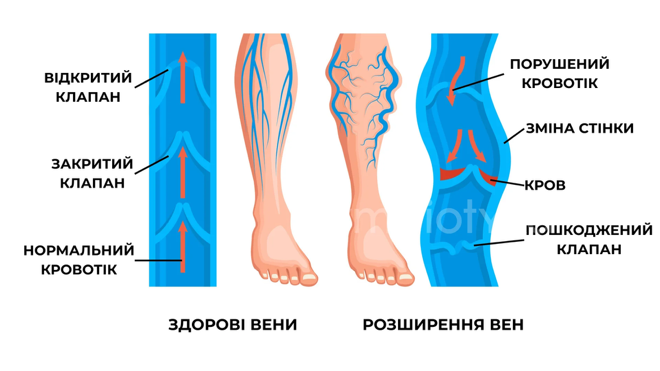 ВІДКРИТИЙ
КЛАПАН
ЗАКРИТИЙ
КЛАПАН
НОРМАЛЬНИЙ
КРОВОТІК
ПОРУШЕНИЙ
КРОВОТІК
ЗМІНА СТІНКИ
КРОВ
ПОШКОДЖЕНИЙ
КЛАПАН
ЗДОРОВІ ВЕНИ
РОЗШИРЕННЯ ВЕН